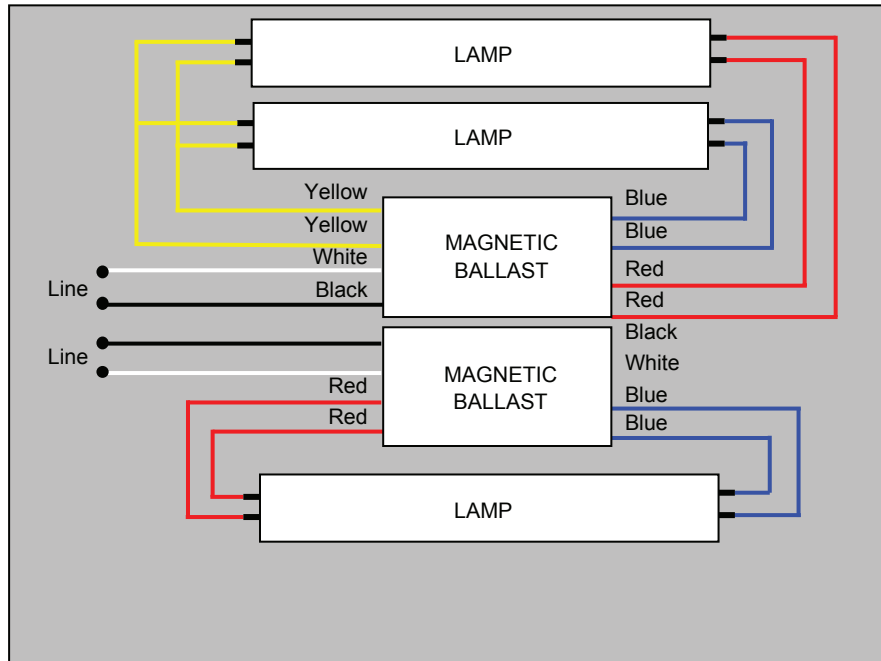 LAMP
LAMP
Yellow
Yellow
White
Black
Line
MAGNETIC
BALLAST
Blue
Blue
Red
Red
Line
Red
Red
MAGNETIC
BALLAST
Black
White
Blue
Blue
LAMP